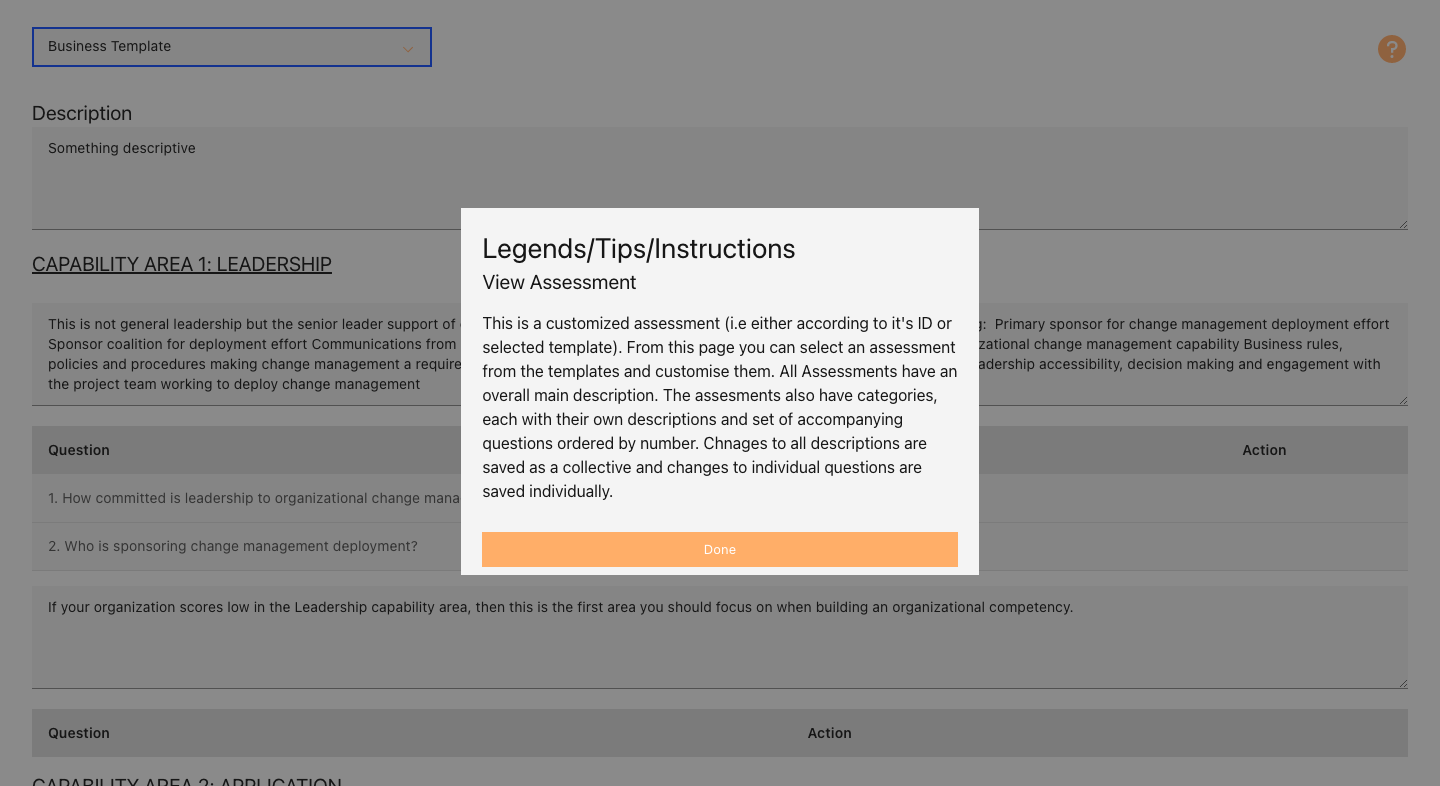 Business Template
?
Description
Something descriptive
CAPABILITY AREA 1: LEADERSHIP
This is not general leadership but the senior leader support of
g: Primary sponsor for change management deployment effort
Sponsor coalition for deployment effort Communications from
zational change management capability Business rules,
policies and procedures making change management a require
adership accessibility, decision making and engagement with
the project team working to deploy change management
Question
Action
1. How committed is leadership to organizational change mana
2. Who is sponsoring change management deployment?
Legends/Tips/Instructions
View Assessment
This is a customized assessment (i.e either according to it's ID or
selected template). From this page you can select an assessment
from the templates and customise them. All Assessments have an
overall main description. The assesments also have categories,
each with their own descriptions and set of accompanying
questions ordered by number. Chnages to all descriptions are
saved as a collective and changes to individual questions are
saved individually.
Done
If your organization scores low in the Leadership capability area, then this is the first area you should focus on when building an organizational competency.
Question
Action
CAPABILITY AREA 2: APPLICATION